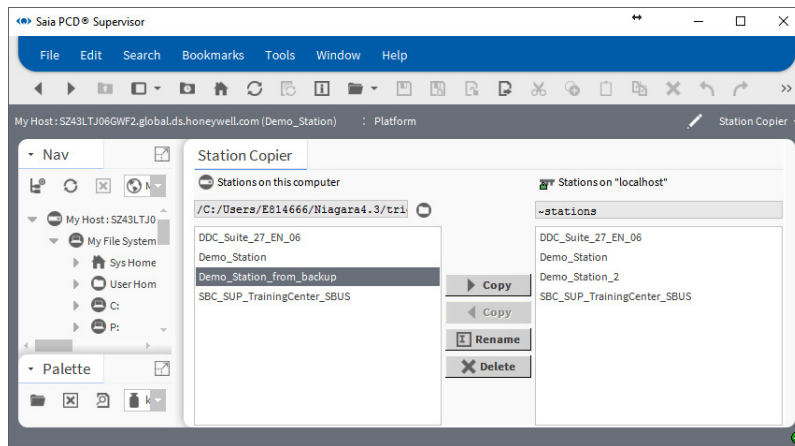 Saia PCD® Supervisor
File Edit Search Bookmarks Tools Window Help
My Host : SZ43LTJ06GWF2.global.ds.honeywell.com (Demo_Station) : Platform Station Copier
Nav
Station Copier
Stations on this computer
Stations on "localhost"
/C:/Users/E814666/Niagara4.3/tri
~stations
My Host : SZ43LTJ0
My File System
Sys Home
User Hom
C:
P:
DDC_Suite_27_EN_06
Demo_Station
Demo_Station_from_backup
SBC_SUP_TrainingCenter_SBUS
Copy
Copy
Rename
Delete
DDC_Suite_27_EN_06
Demo_Station
Demo_Station_2
SBC_SUP_TrainingCenter_SBUS
Palette